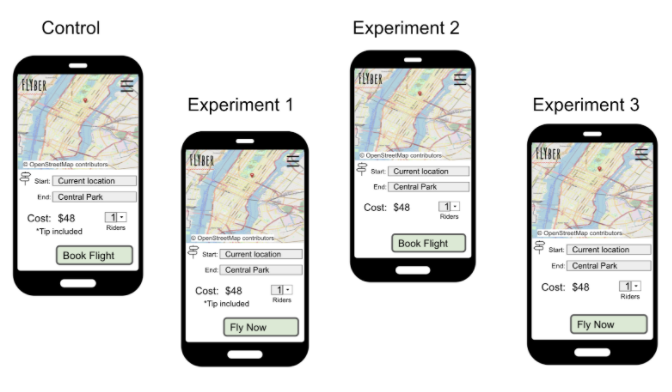 Control
FLYBER
© OpenStreetMap contributors
Start: Current location
End: Central Park
Cost: $48 1
Riders
*Tip included
Book Flight
Experiment 1
FLYBER
© OpenStreetMap contributors
Start: Current location
End: Central Park
Cost: $48 1
Riders
*Tip included
Fly Now
Experiment 2
FLYBER
© OpenStreetMap contributors
Start: Current location
End: Central Park
Cost: $48 1
Riders
Book Flight
Experiment 3
FLYBER
© OpenStreetMap contributors
Start: Current location
End: Central Park
Cost: $48 1
Riders
Fly Now